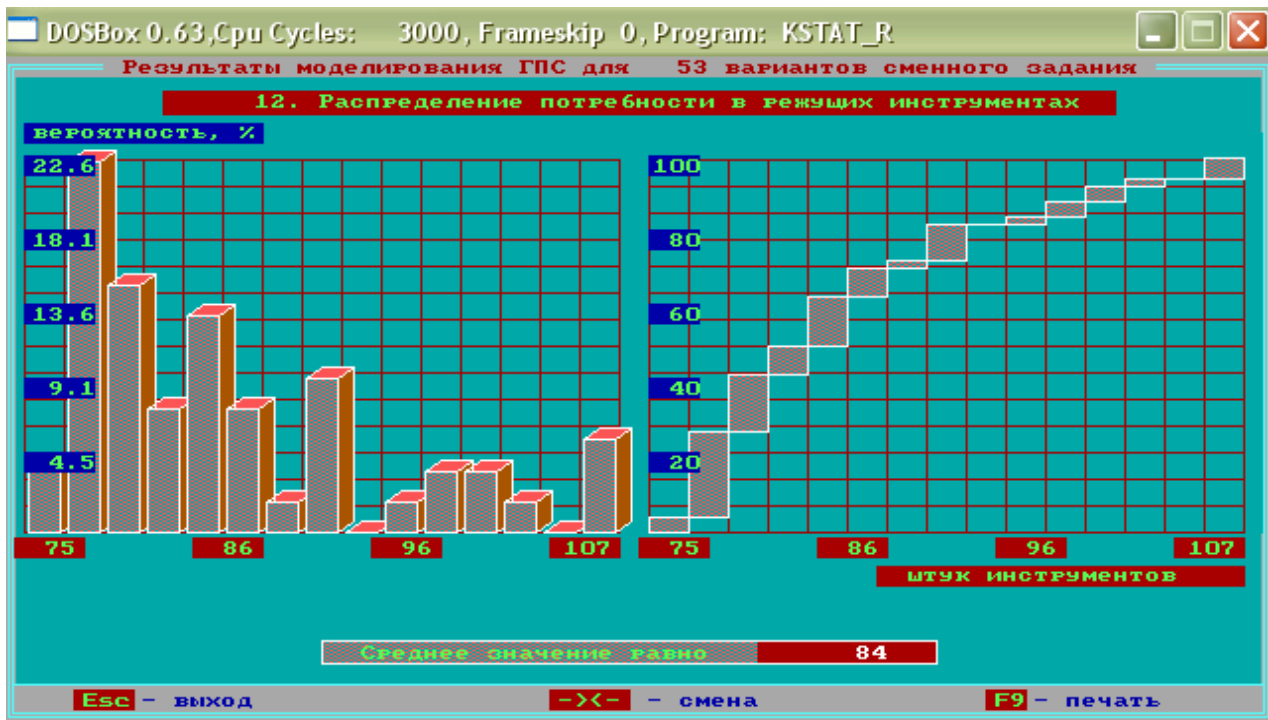 DOSBox 0.63,Cpu Cycles: 3000, Frameskip 0, Program: KSTAT_R
Результаты моделирования ГПС для 53 вариантов сменного задания
12. Распределение потребности в режущих инструментах
вероятность, %
22.6
18.1
13.6
9.1
4.5
75 86 96 107
100
80
60
40
20
75 86 96 107
штук инструментов
Среднее значение равно 84
Esc - выход -><- - смена F9 - печать